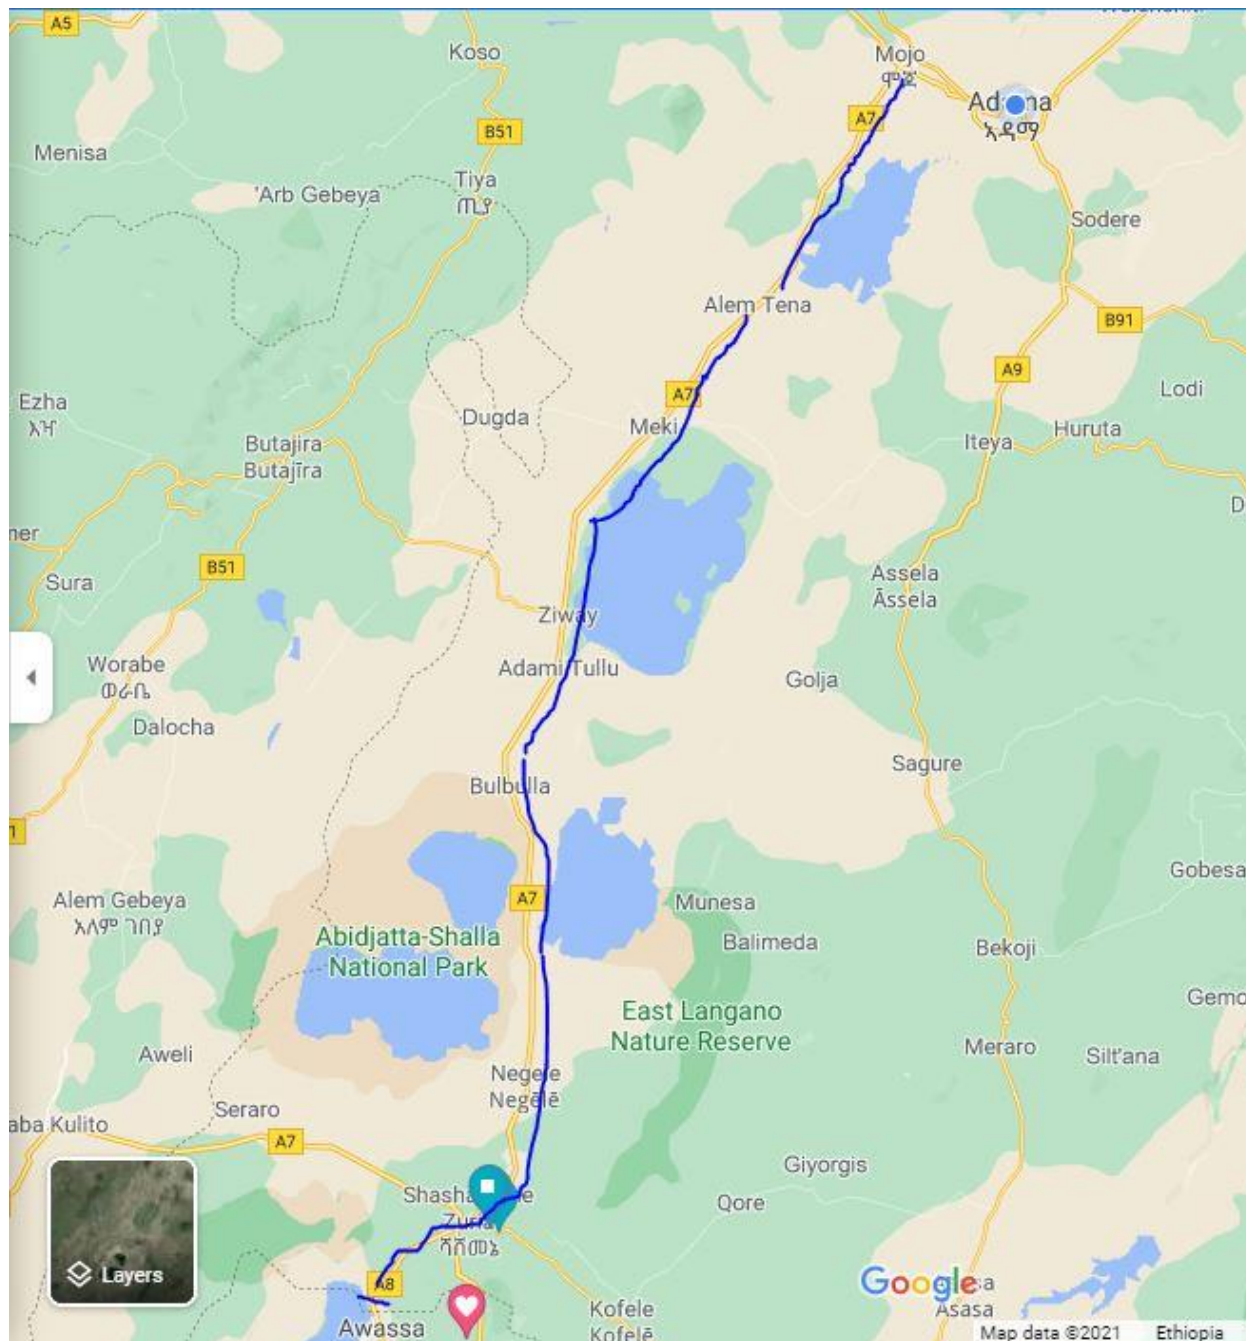 A5
Koso
Mojo
ሞጆ
A7
አዳማ
B51
Menisa
'Arb Gebeya
Tiya
ጢያ
Sodere
Alem Tena
B91
A9
Lodi
A7
Ezha
እዣ
Dugda
Meki
Butajira
Butajīra
Iteya
Huruta
B51
Sura
Assela
Āssela
Ziway
Adami Tullu
Worabe
ወራቤ
Golja
Dalocha
Sagure
Bulbulla
Gobesa
A7
Alem Gebeya
አለም ገበያ
Munesa
Abidjatta-Shalla
National Park
Balimeda
Bekoji
East Langano
Nature Reserve
Aweli
Negele
Negēlē
Meraro
Silt'ana
Seraro
aba Kulito
A7
Giyorgis
Qore
ሻሸመኔ
Layers
A8
Google
Asasa
Awassa
Kofele
Kofelē
Map data ©2021
Ethiopia